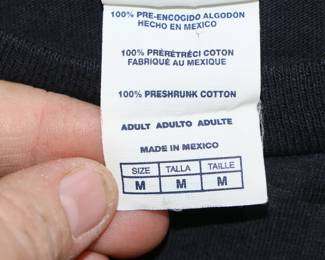 100% PRE-ENCOGIDO ALGODON
HECHO EN MEXICO
100% PRÉRÉTRÉCI COTON
FABRIQUÉ AU MEXIQUE
100% PRESHRUNK COTTON
ADULT ADULTO ADULTE
MADE IN MEXICO
SIZE TALLA TAILLE
M M M